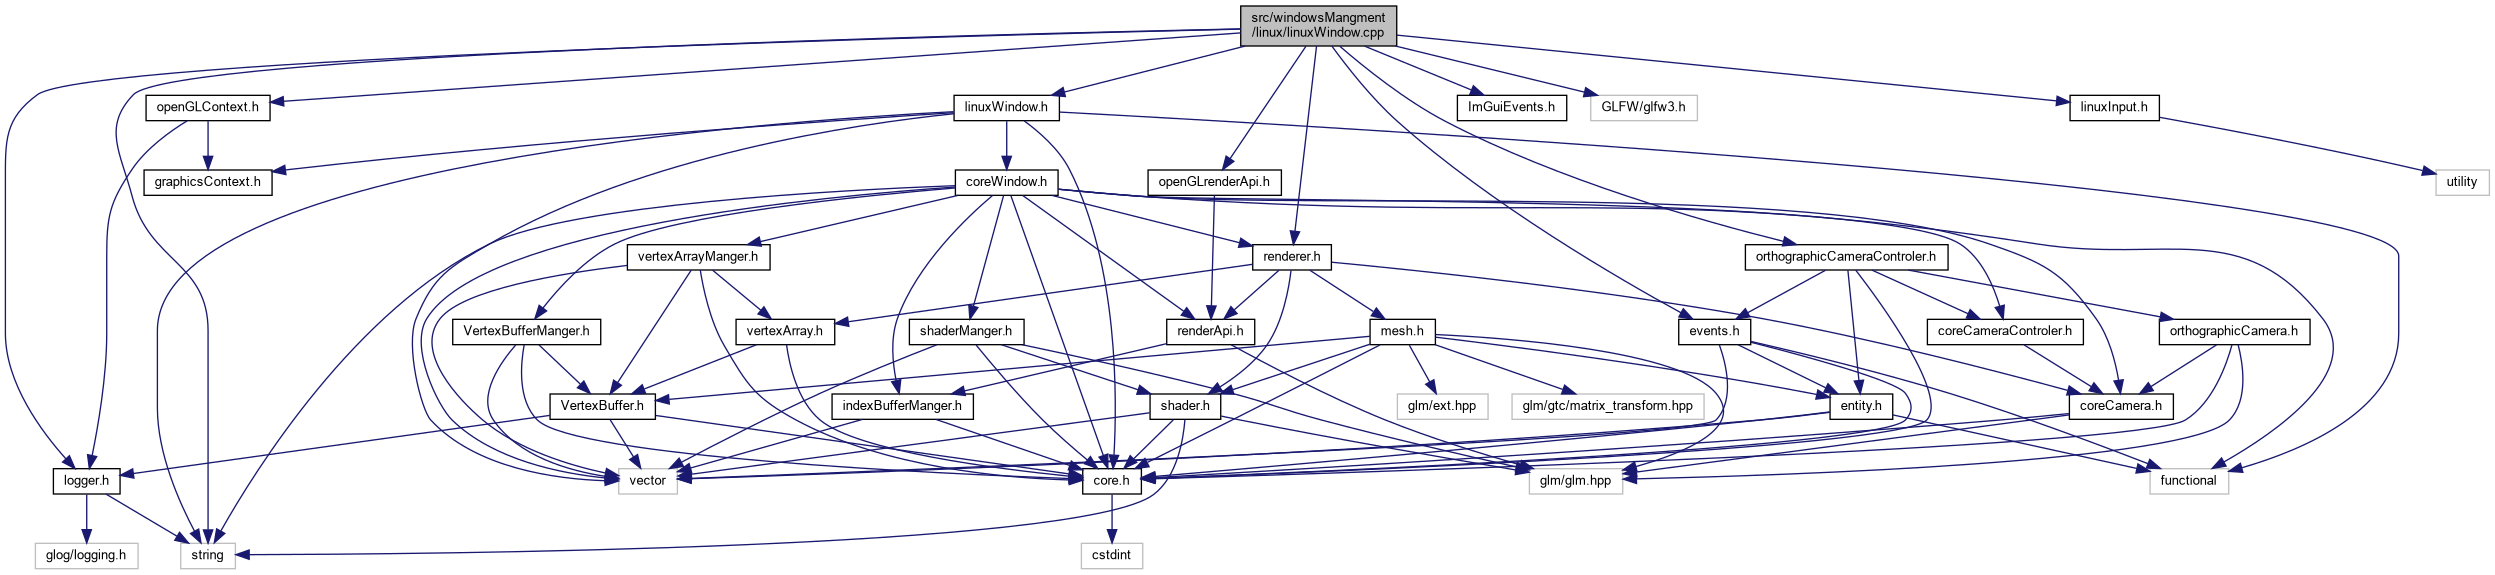 src/windowsMangment
/linux/linuxWindow.cpp
openGLContext.h
linuxWindow.h
ImGuiEvents.h
GLFW/glfw3.h
linuxInput.h
graphicsContext.h
coreWindow.h
openGLrenderApi.h
utility
vertexArrayManger.h
renderer.h
orthographicCameraControler.h
VertexBufferManger.h
vertexArray.h
shaderManger.h
renderApi.h
mesh.h
events.h
coreCameraControler.h
orthographicCamera.h
VertexBuffer.h
indexBufferManger.h
shader.h
glm/ext.hpp
glm/gtc/matrix_transform.hpp
entity.h
coreCamera.h
logger.h
vector
core.h
glm/glm.hpp
functional
glog/logging.h
string
cstdint